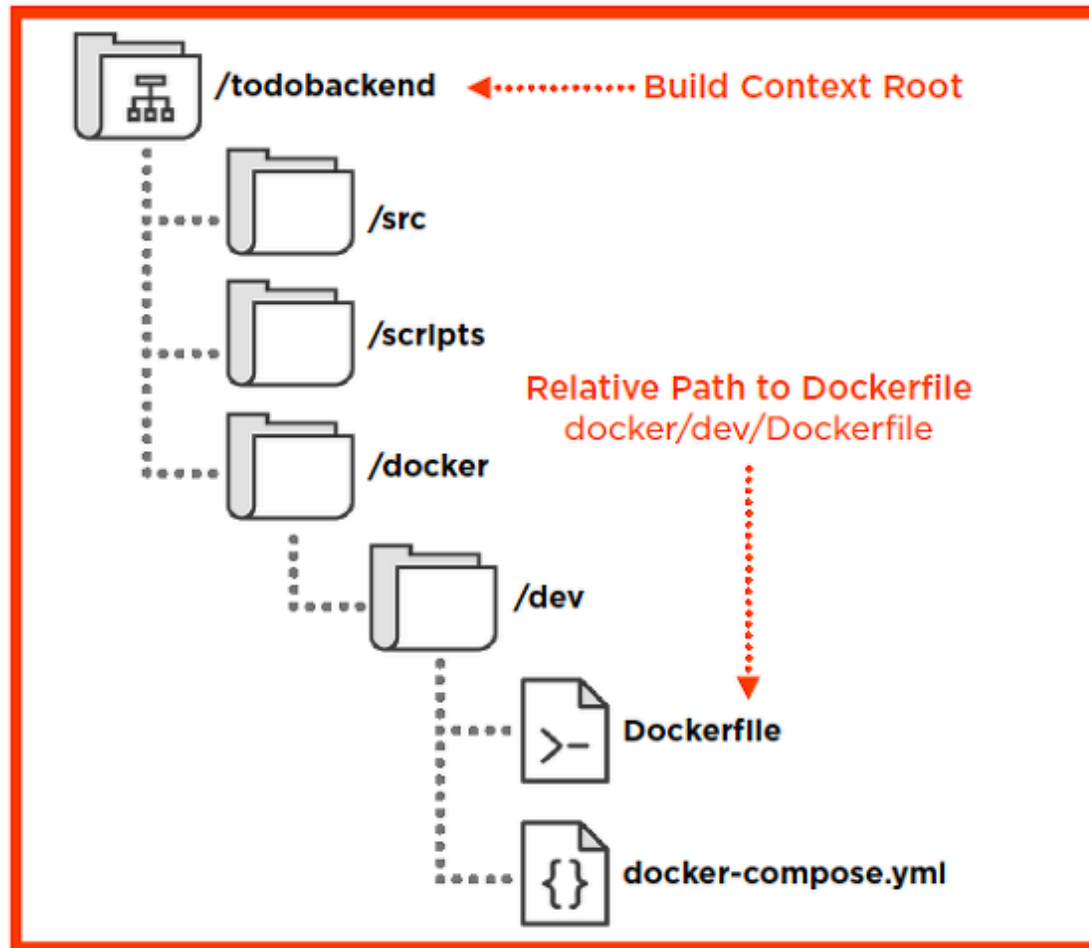 /todobackend
Build Context Root
/src
/scripts
Relative Path to Dockerfile
docker/dev/Dockerfile
/docker
/dev
Dockerfile
>-
docker-compose.yml
{}